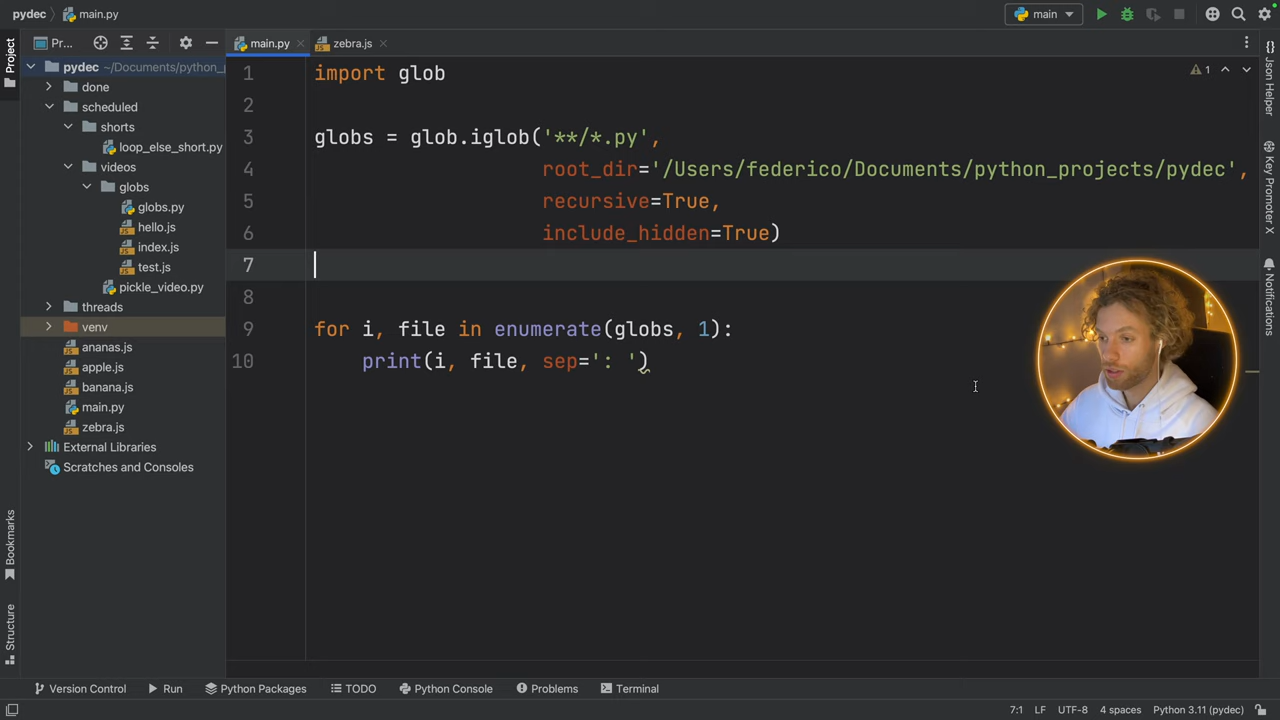 pydec
main.py
main
Pr...
main.py
zebra.js
Project
pydec ~/Documents/python_p
done
scheduled
shorts
loop_else_short.py
videos
globs
globs.py
hello.js
index.js
test.js
pickle_video.py
threads
venv
ananas.js
apple.js
banana.js
main.py
zebra.js
External Libraries
Scratches and Consoles
Bookmarks
Structure
1 import glob
2
3 globs = glob.iglob('**/*.py',
4 root_dir='/Users/federico/Documents/python_projects/pydec',
5 recursive=True,
6 include_hidden=True)
7
8
9 for i, file in enumerate(globs, 1):
10 print(i, file, sep=': ')
1
Json Helper
Key Promoter X
Notifications
Version Control
Run
Python Packages
TODO
Python Console
Problems
Terminal
7:1
LF
UTF-8
4 spaces
Python 3.11 (pydec)